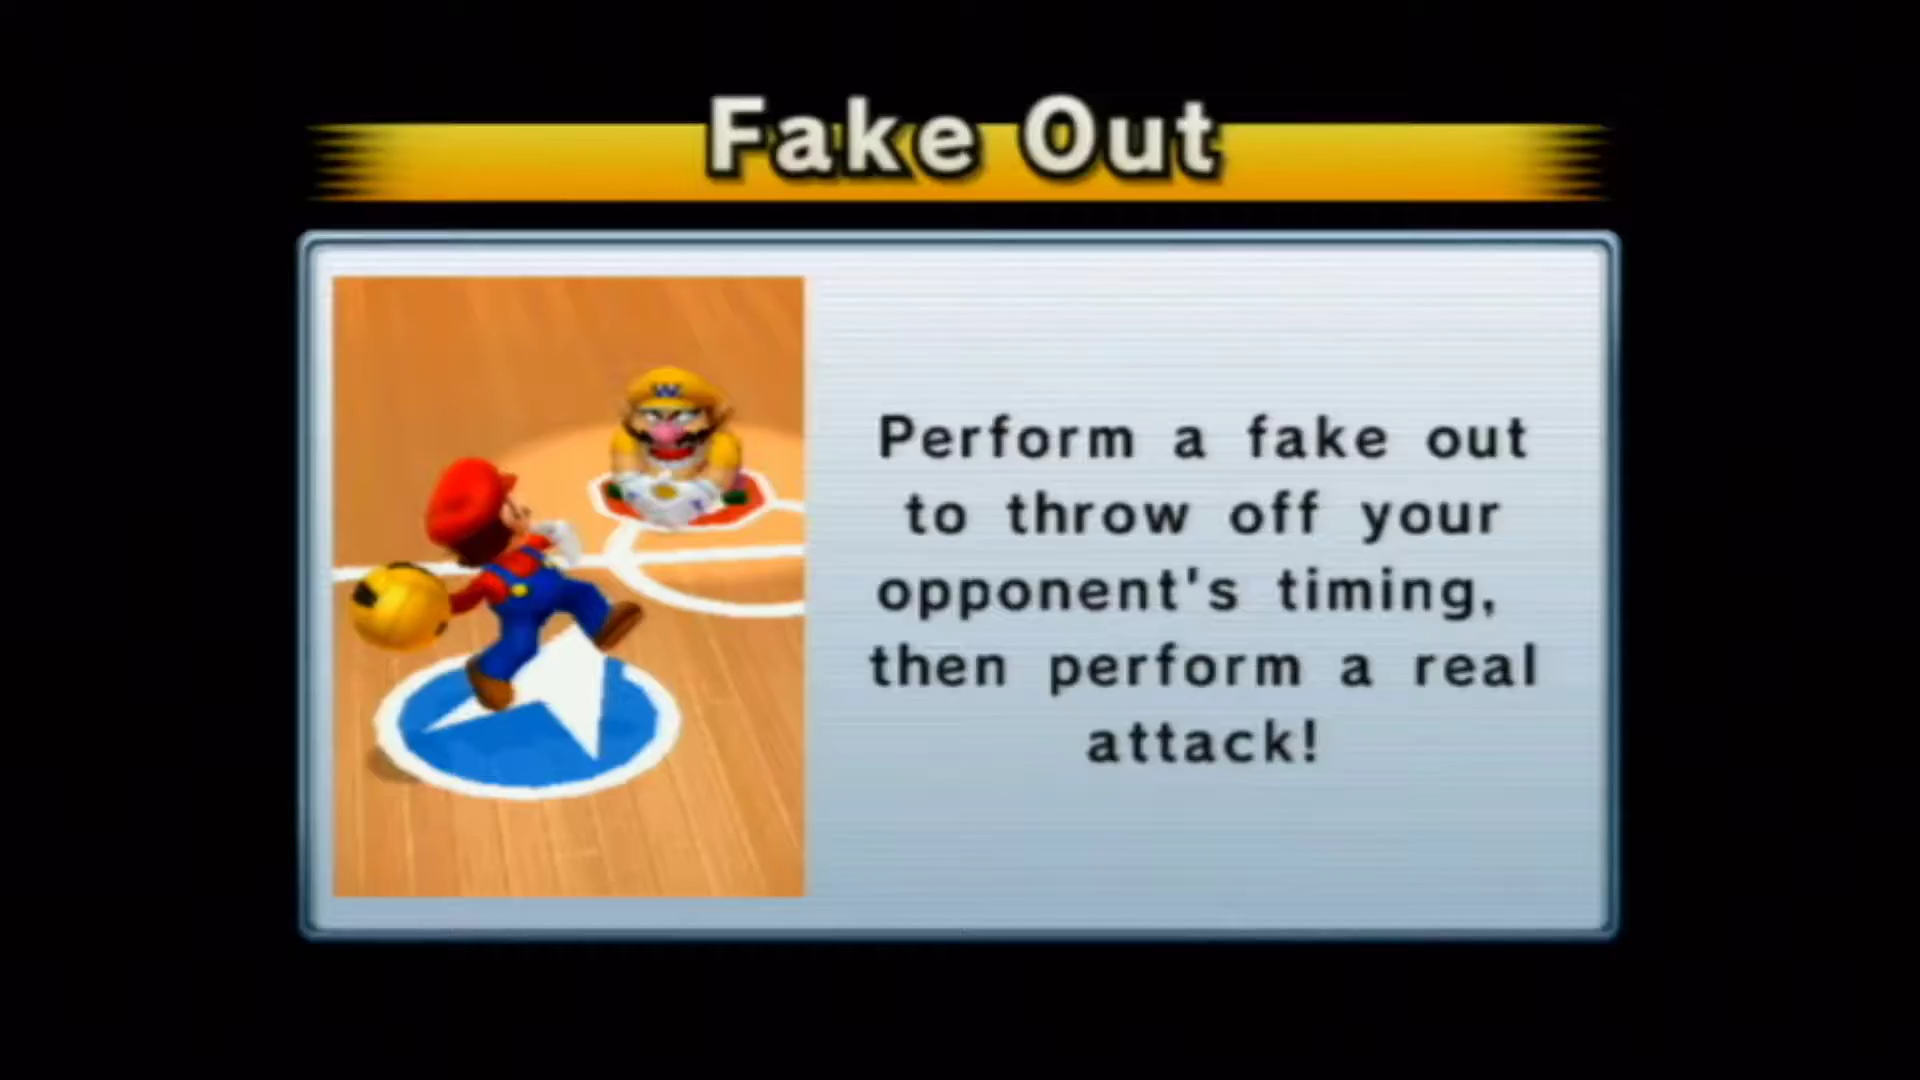 Fake Out
W
Perform a fake out
to throw off your
opponent's timing,
then perform a real
attack!